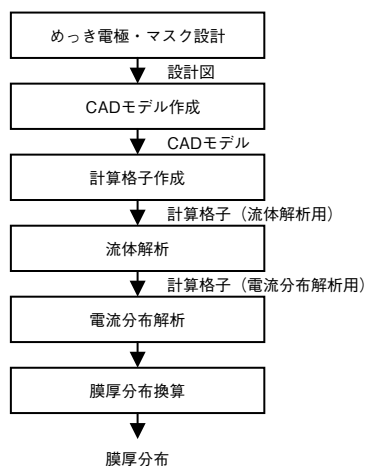 めっき電極・マスク設計
設計図
CADモデル作成
CADモデル
計算格子作成
計算格子（流体解析用）
流体解析
計算格子（電流分布解析用）
電流分布解析
膜厚分布換算
膜厚分布